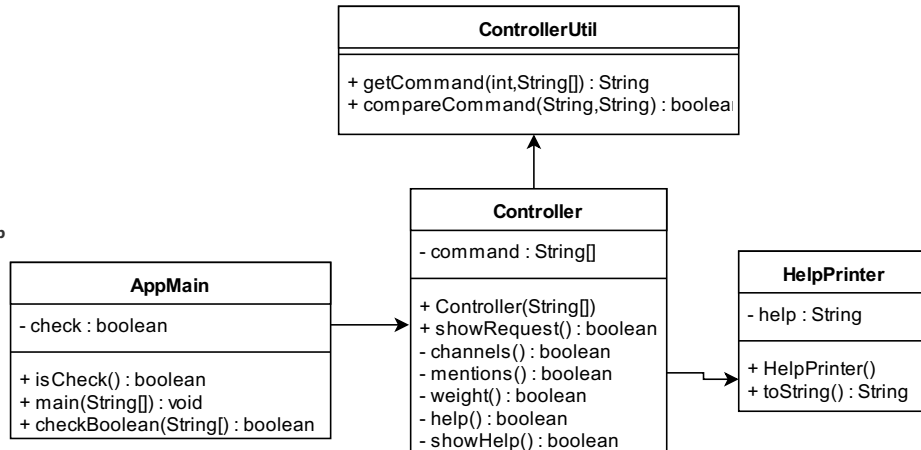 ControllerUtil
+ getCommand(int,String[]) : String
+ compareCommand(String,String) : boolean
Controller
- command : String[]
+ Controller(String[])
+ showRequest() : boolean
- channels() : boolean
- mentions() : boolean
- weight() : boolean
- help() : boolean
- showHelp() : boolean
AppMain
- check : boolean
+ isCheck() : boolean
+ main(String[]) : void
+ checkBoolean(String[) : boolean
HelpPrinter
- help : String
+ HelpPrinter()
+ toString() : String